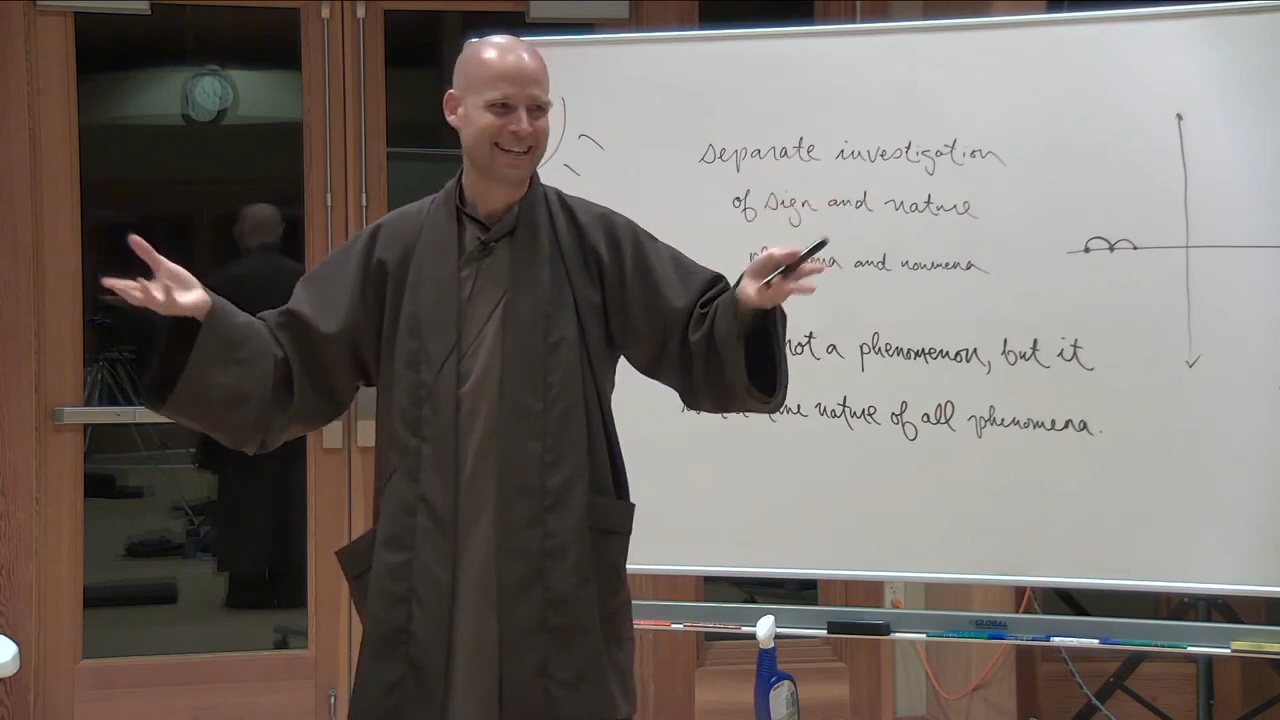 separate investigation
of sign and nature
and noumena
not a phenomenon, but it
nature of all phenomena.
GLOBAL